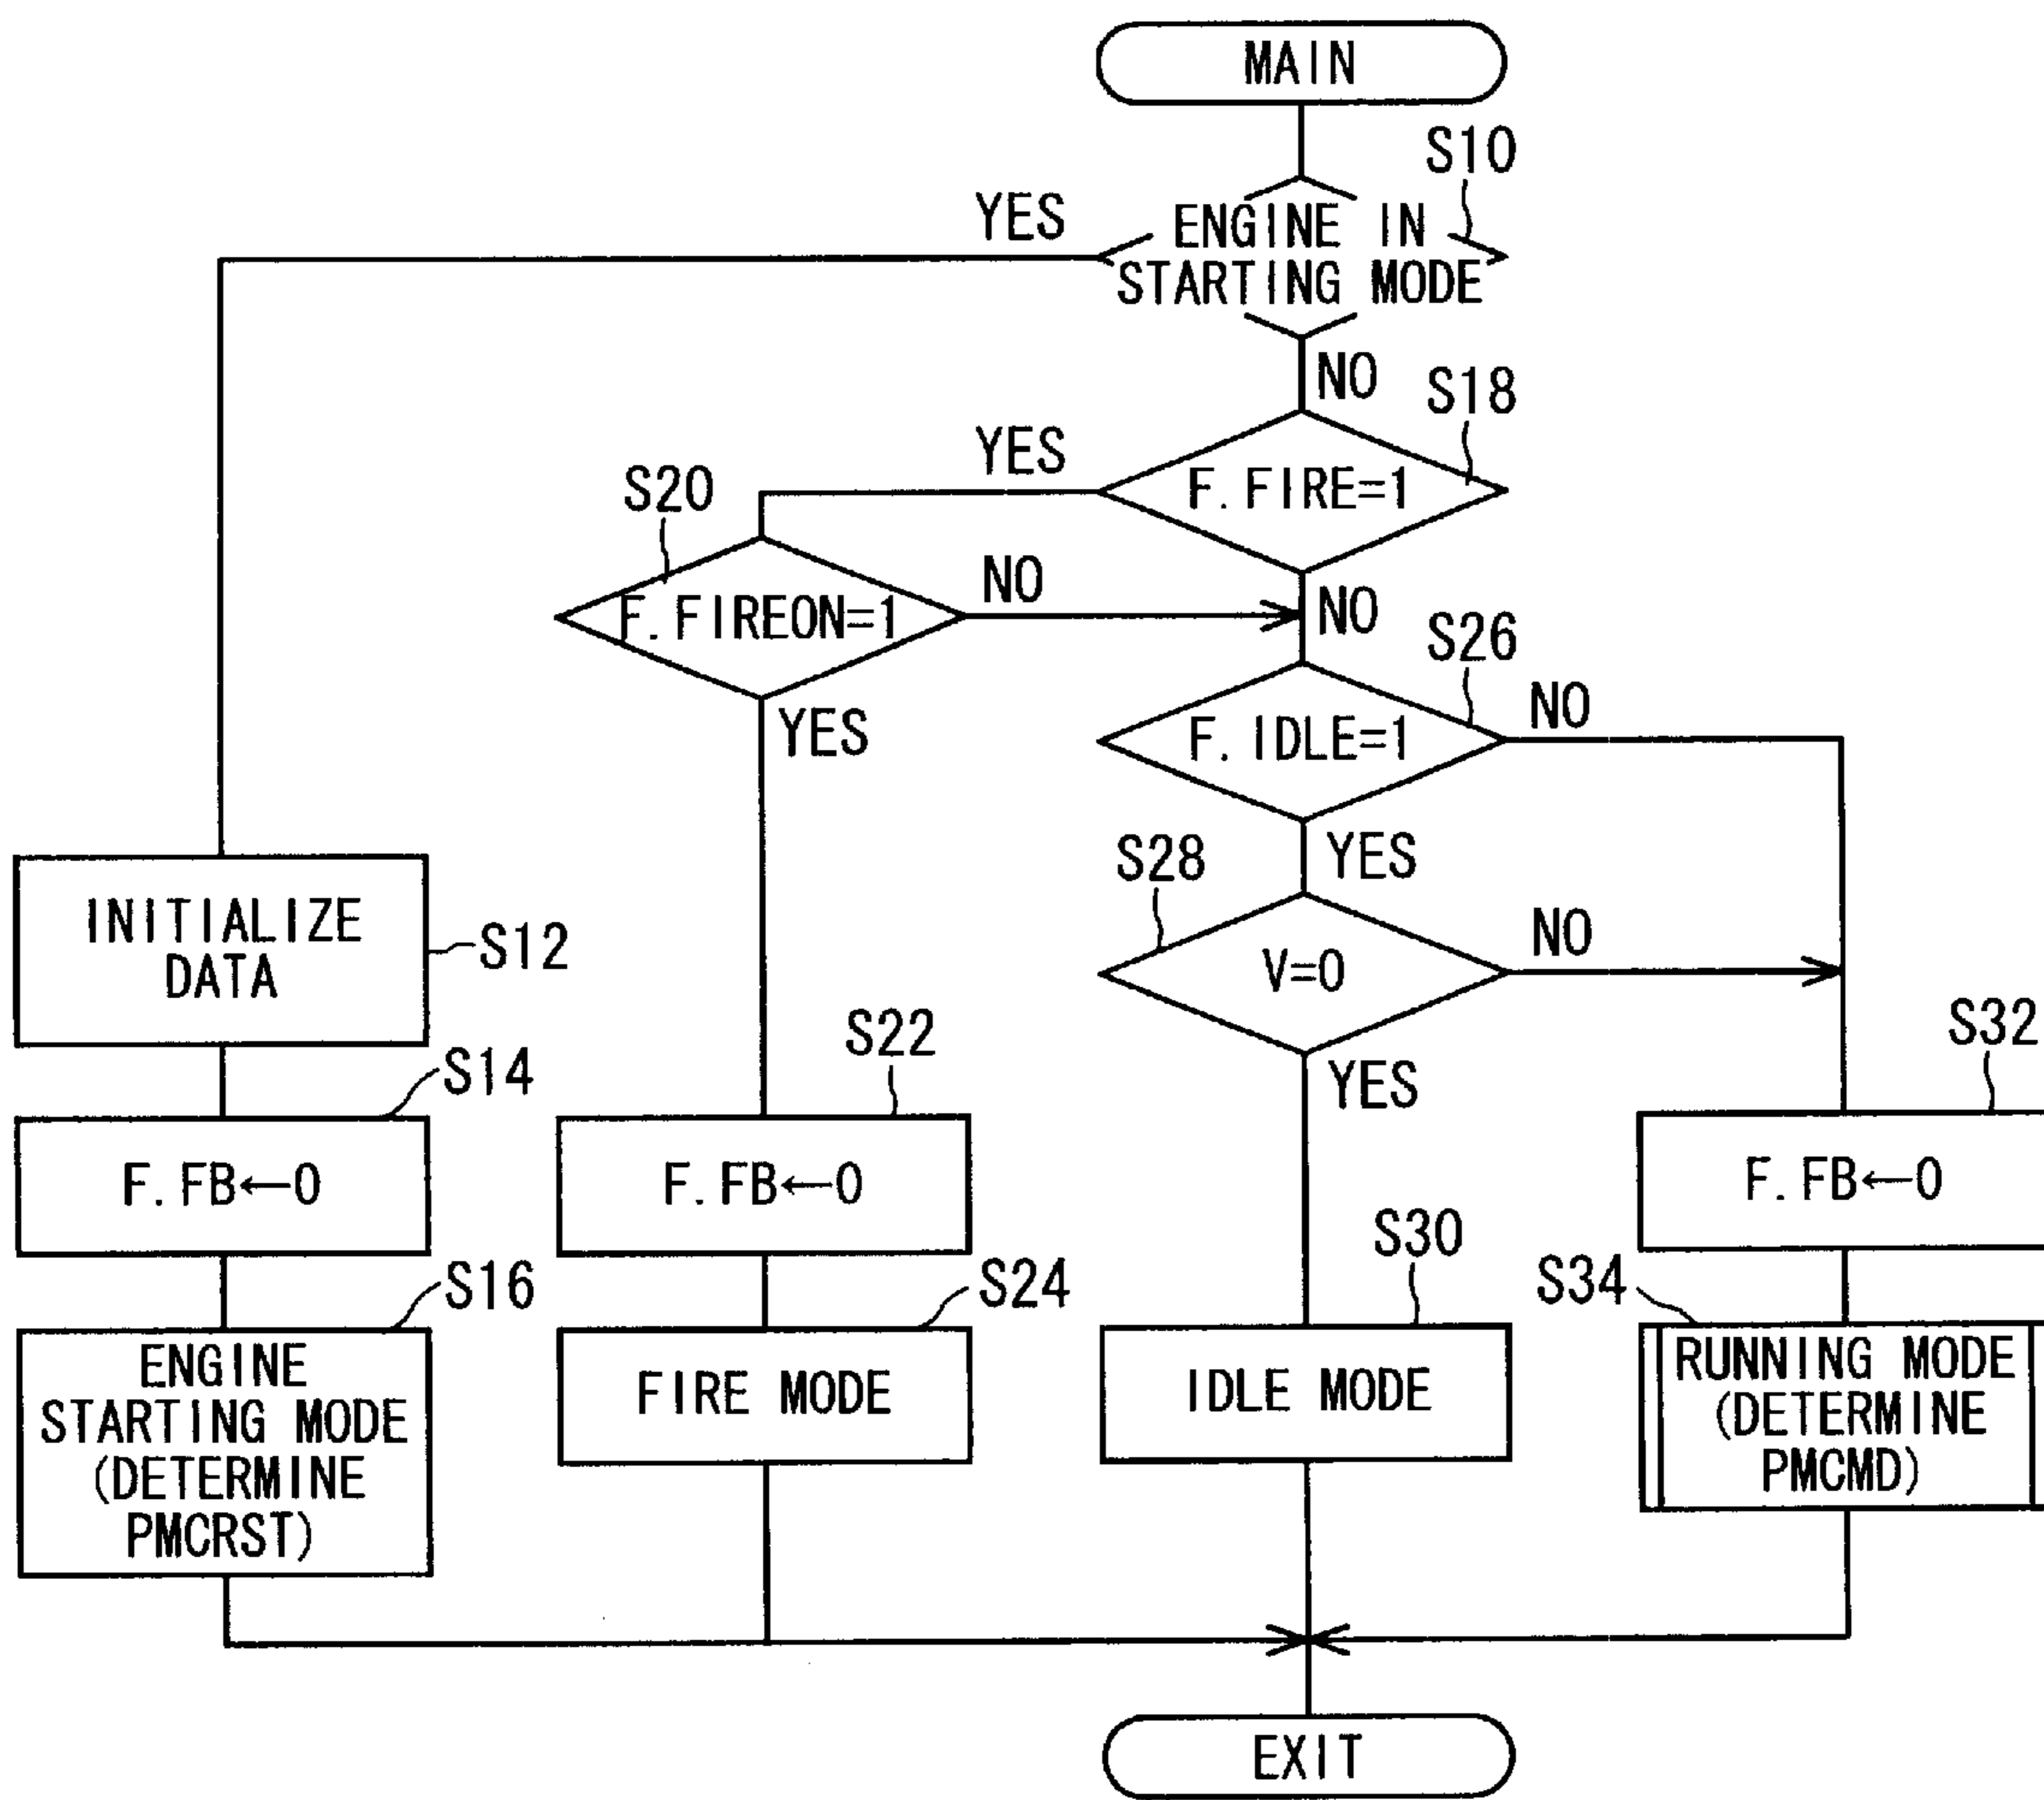 MAIN
S10
YES
ENGINE IN
STARTING MODE
NO
S18
YES
F.FIRE=1
S20
NO
F.FIREON=1
NO
S26
YES
F.IDLE=1
NO
S28
YES
INITIALIZE
DATA
S12
V=0
NO
S22
S32
S14
YES
F.FB←0
F.FB←0
F.FB←0
S30
S16
S24
S34
ENGINE
STARTING MODE
(DETERMINE
PMCRST)
FIRE MODE
IDLE MODE
RUNNING MODE
(DETERMINE
PMCMD)
EXIT